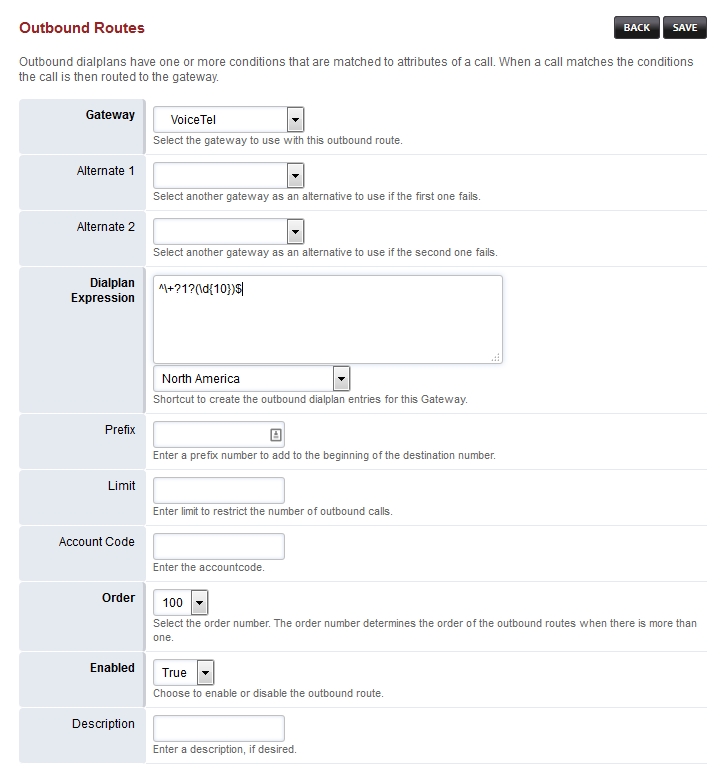 Outbound Routes
BACK
SAVE
Outbound dialplans have one or more conditions that are matched to attributes of a call. When a call matches the conditions
the call is then routed to the gateway.
Gateway
VoiceTel
Select the gateway to use with this outbound route.
Alternate 1
Select another gateway as an alternative to use if the first one fails.
Alternate 2
Select another gateway as an alternative to use if the second one fails.
Dialplan
Expression
^\+?1?(\d{10})$
North America
Shortcut to create the outbound dialplan entries for this Gateway.
Prefix
Enter a prefix number to add to the beginning of the destination number.
Limit
Enter limit to restrict the number of outbound calls.
Account Code
Enter the accountcode.
Order
100
Select the order number. The order number determines the order of the outbound routes when there is more than
one.
Enabled
True
Choose to enable or disable the outbound route.
Description
Enter a description, if desired.